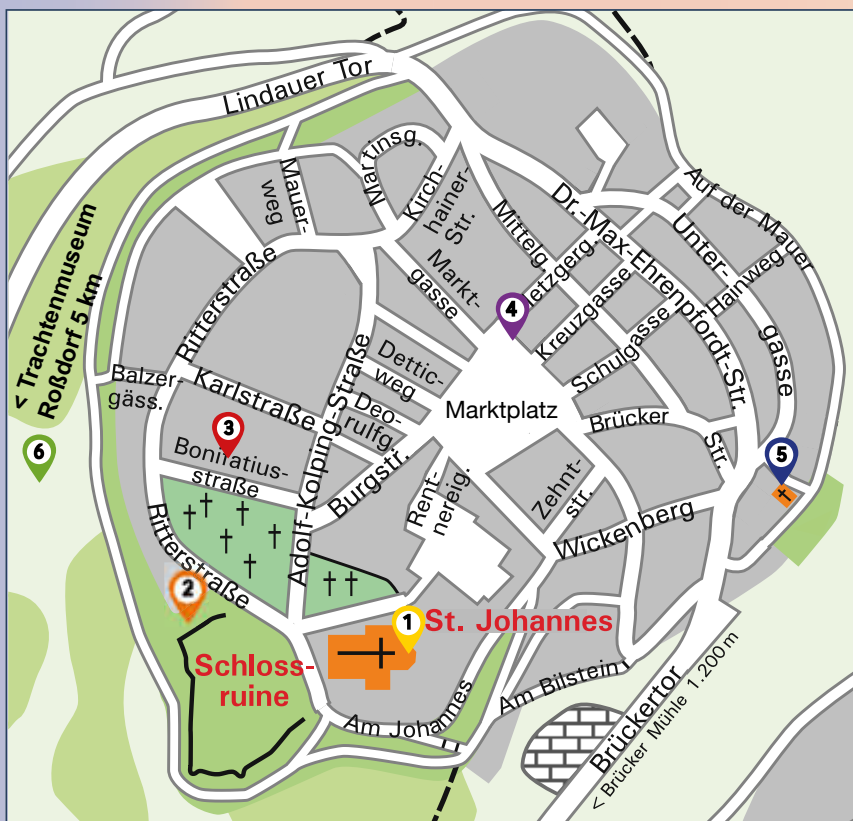 Lindauer Tor
Martinsg.
Mauer-
weg
Kirch-
hainer-
Str.
Markt-
gasse
Mittelg.
Dr.-Max-Ehrenpfordt-Str.
Auf der Mauer
Unter-
gasse
Hainweg
etzgerg.
Kreuzgasse
Schulgasse
4
< Trachtenmuseum
Roßdorf 5 km
6
Ritterstraße
Balzer-
gäss.
Karlstraße
3
Bonifatius-
straße
Adolf-Kolping-Straße
Dettic-
weg
Deo-
rulfg.
Burgstr.
Marktplatz
Brücker
Str.
5
Rent-
nereig.
Zehnt-
str.
Wickenberg
Ritterstraße
2
1
St. Johannes
Schloss-
ruine
Am Johannes
Am Bilstein
Brückertor
< Brücker Mühle 1.200 m